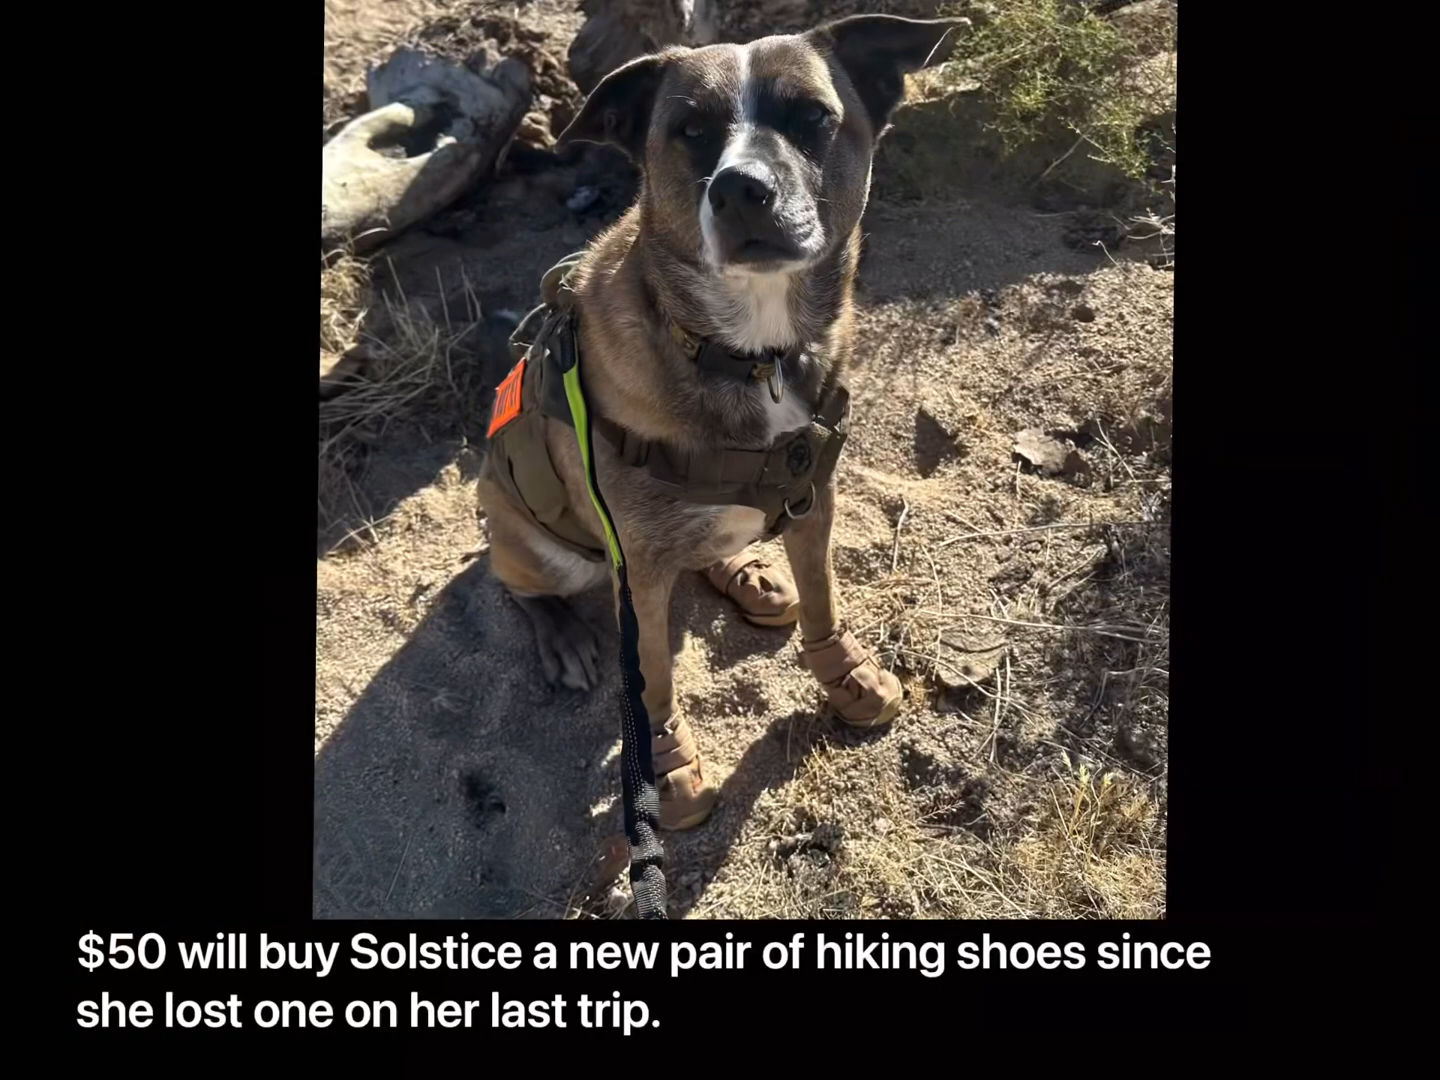 $50 will buy Solstice a new pair of hiking shoes since
she lost one on her last trip.